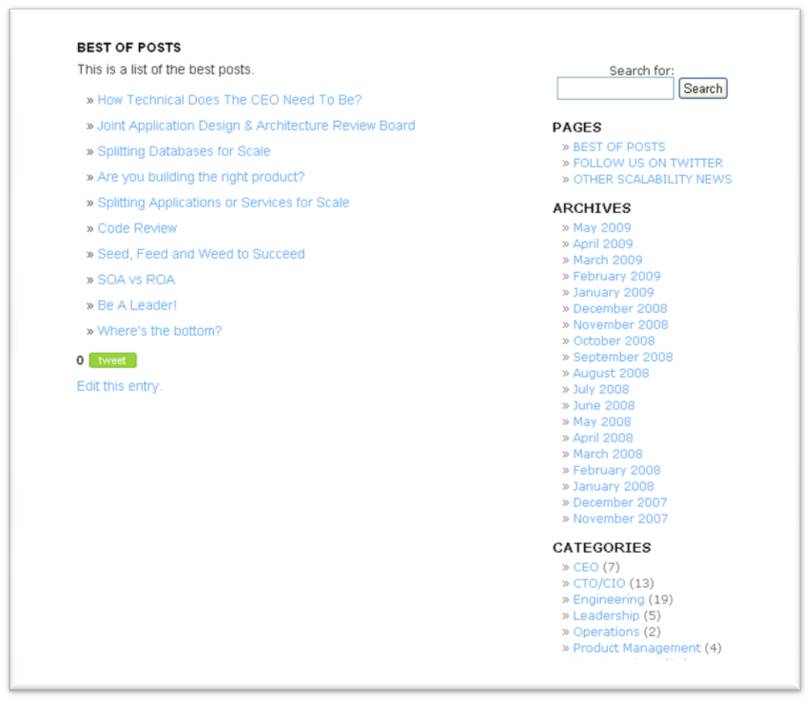 BEST OF POSTS
This is a list of the best posts.
» How Technical Does The CEO Need To Be?
» Joint Application Design & Architecture Review Board
» Splitting Databases for Scale
» Are you building the right product?
» Splitting Applications or Services for Scale
» Code Review
» Seed, Feed and Weed to Succeed
» SOA vs ROA
» Be A Leader!
» Where's the bottom?
0 tweet
Edit this entry.
Search for:
Search
PAGES
» BEST OF POSTS
» FOLLOW US ON TWITTER
» OTHER SCALABILITY NEWS
ARCHIVES
» May 2009
» April 2009
» March 2009
» February 2009
» January 2009
» December 2008
» November 2008
» October 2008
» September 2008
» August 2008
» July 2008
» June 2008
» May 2008
» April 2008
» March 2008
» February 2008
» January 2008
» December 2007
» November 2007
CATEGORIES
» CEO (7)
» CTO/CIO (13)
» Engineering (19)
» Leadership (5)
» Operations (2)
» Product Management (4)